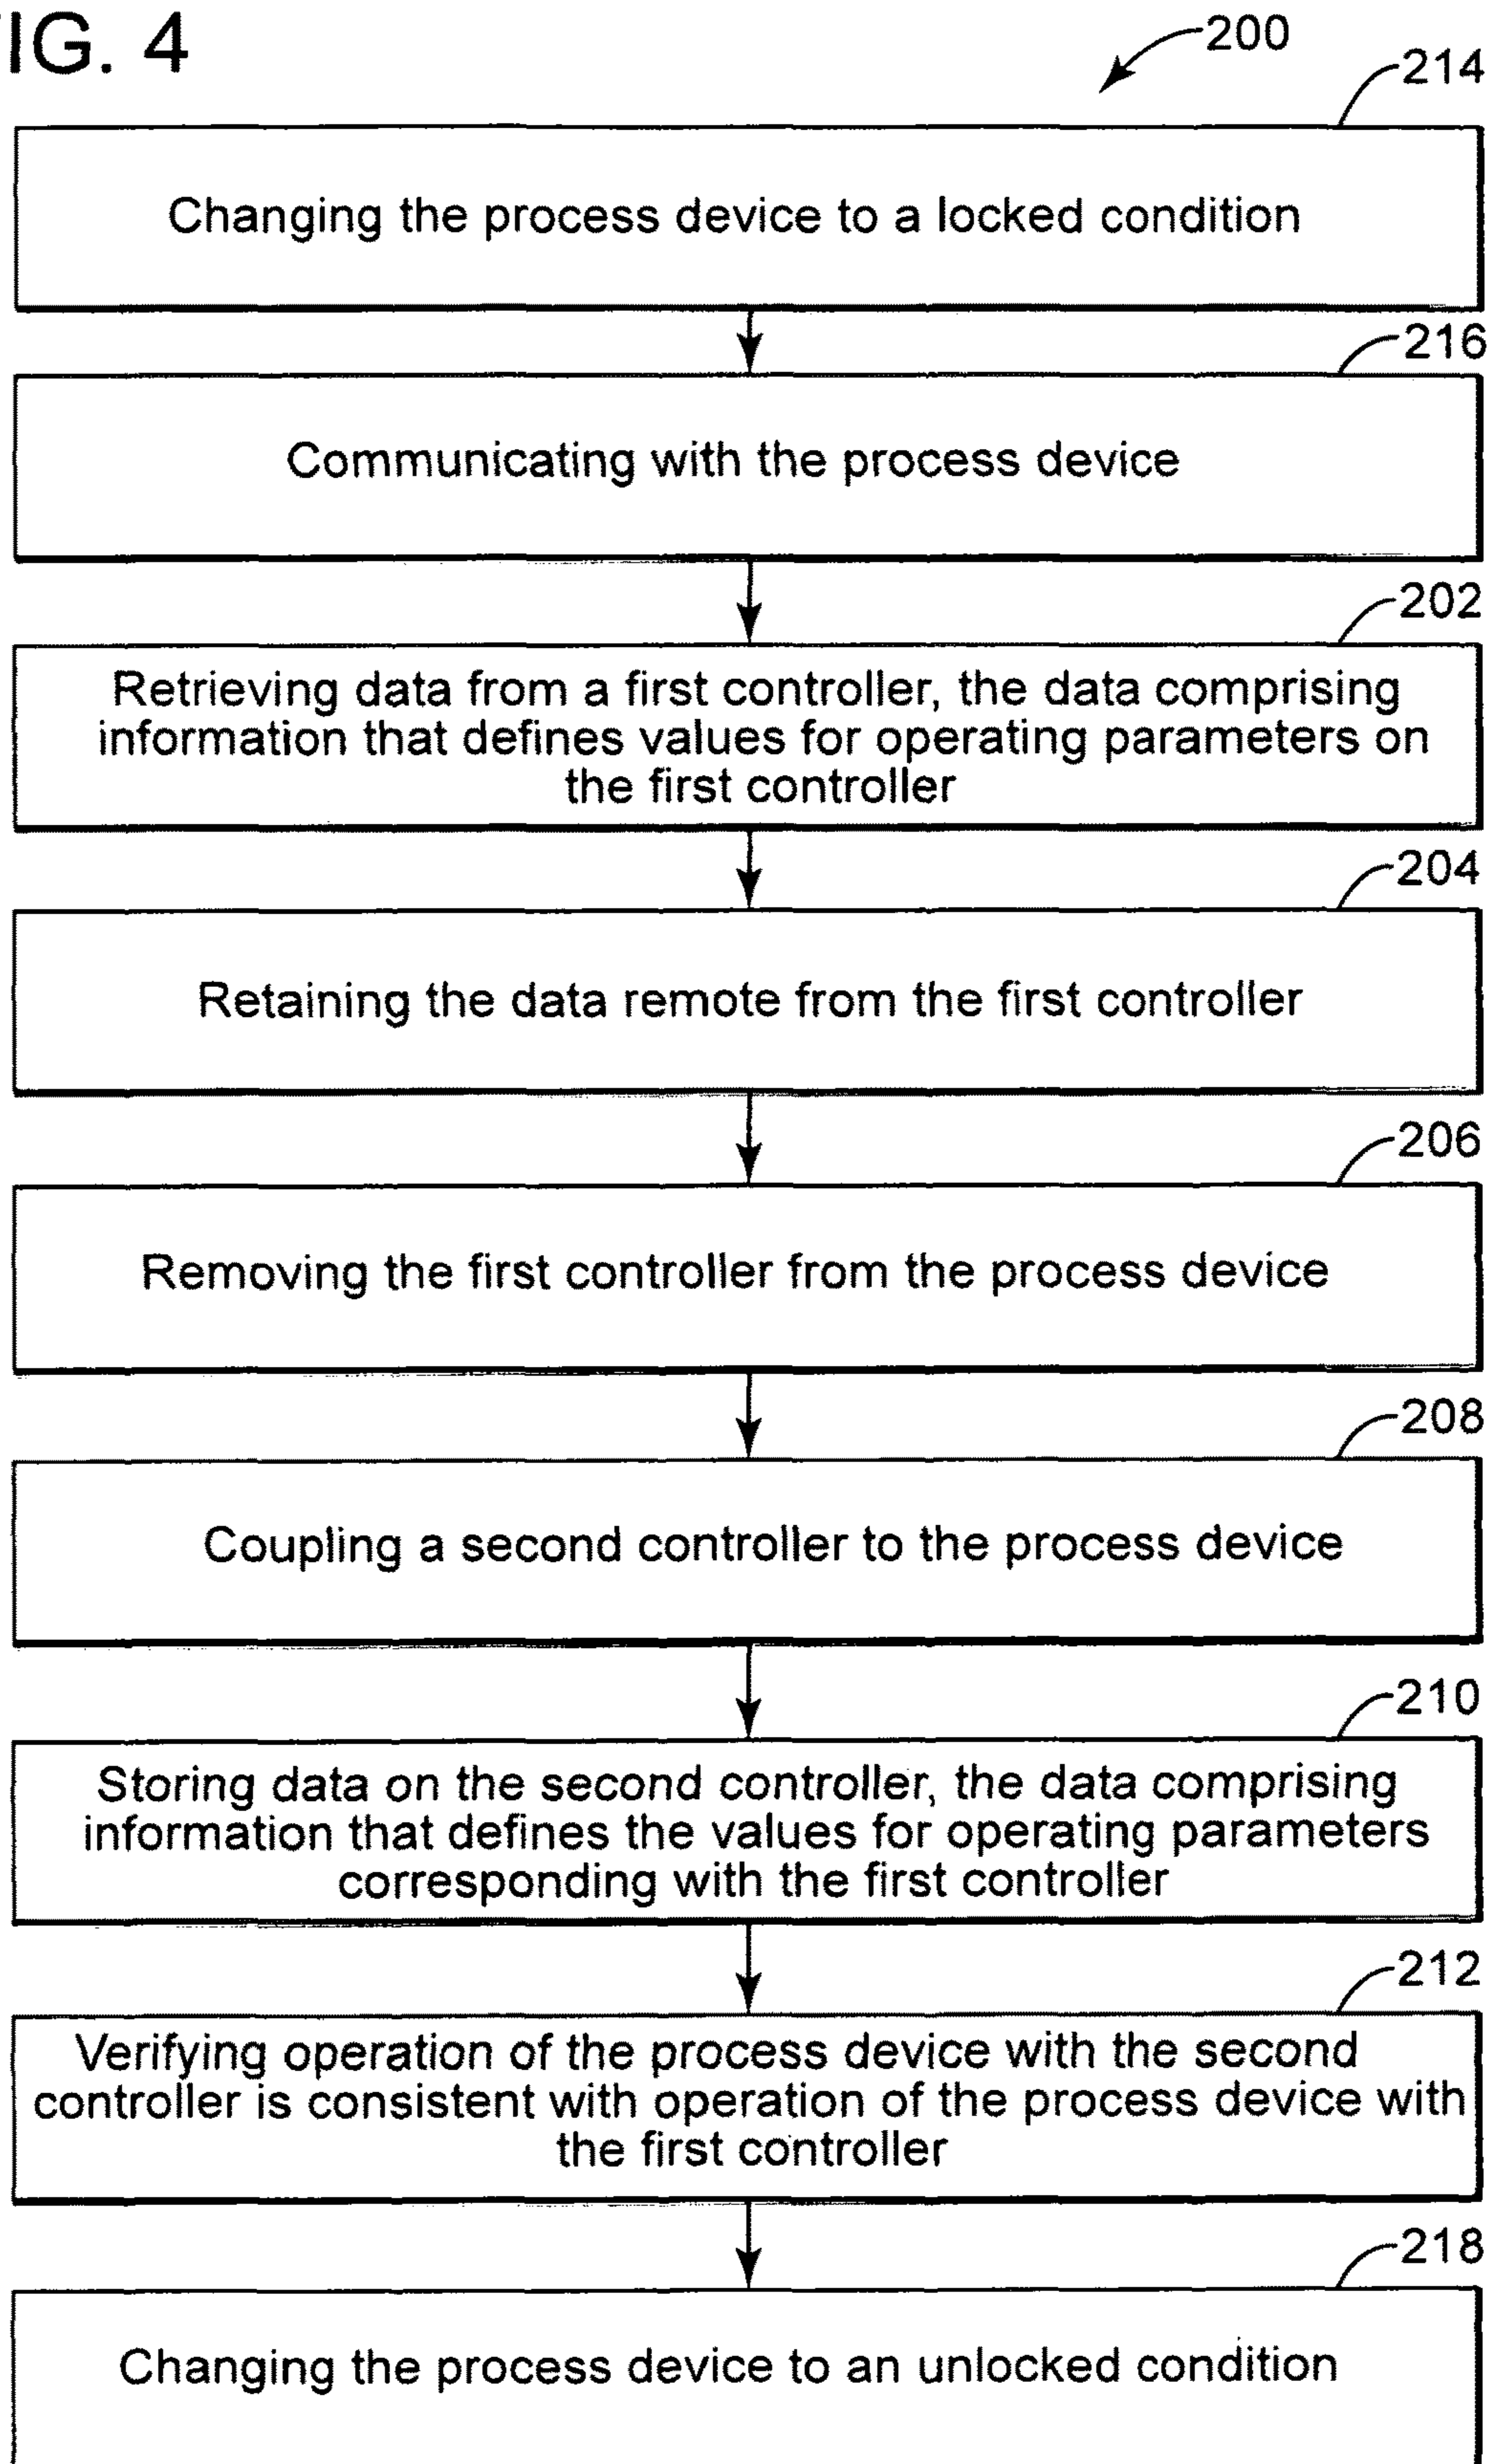 IG. 4
200
214
Changing the process device to a locked condition
216
Communicating with the process device
202
Retrieving data from a first controller, the data comprising
information that defines values for operating parameters on
the first controller
204
Retaining the data remote from the first controller
206
Removing the first controller from the process device
208
Coupling a second controller to the process device
210
Storing data on the second controller, the data comprising
information that defines the values for operating parameters
corresponding with the first controller
212
Verifying operation of the process device with the second
controller is consistent with operation of the process device with
the first controller
218
Changing the process device to an unlocked condition